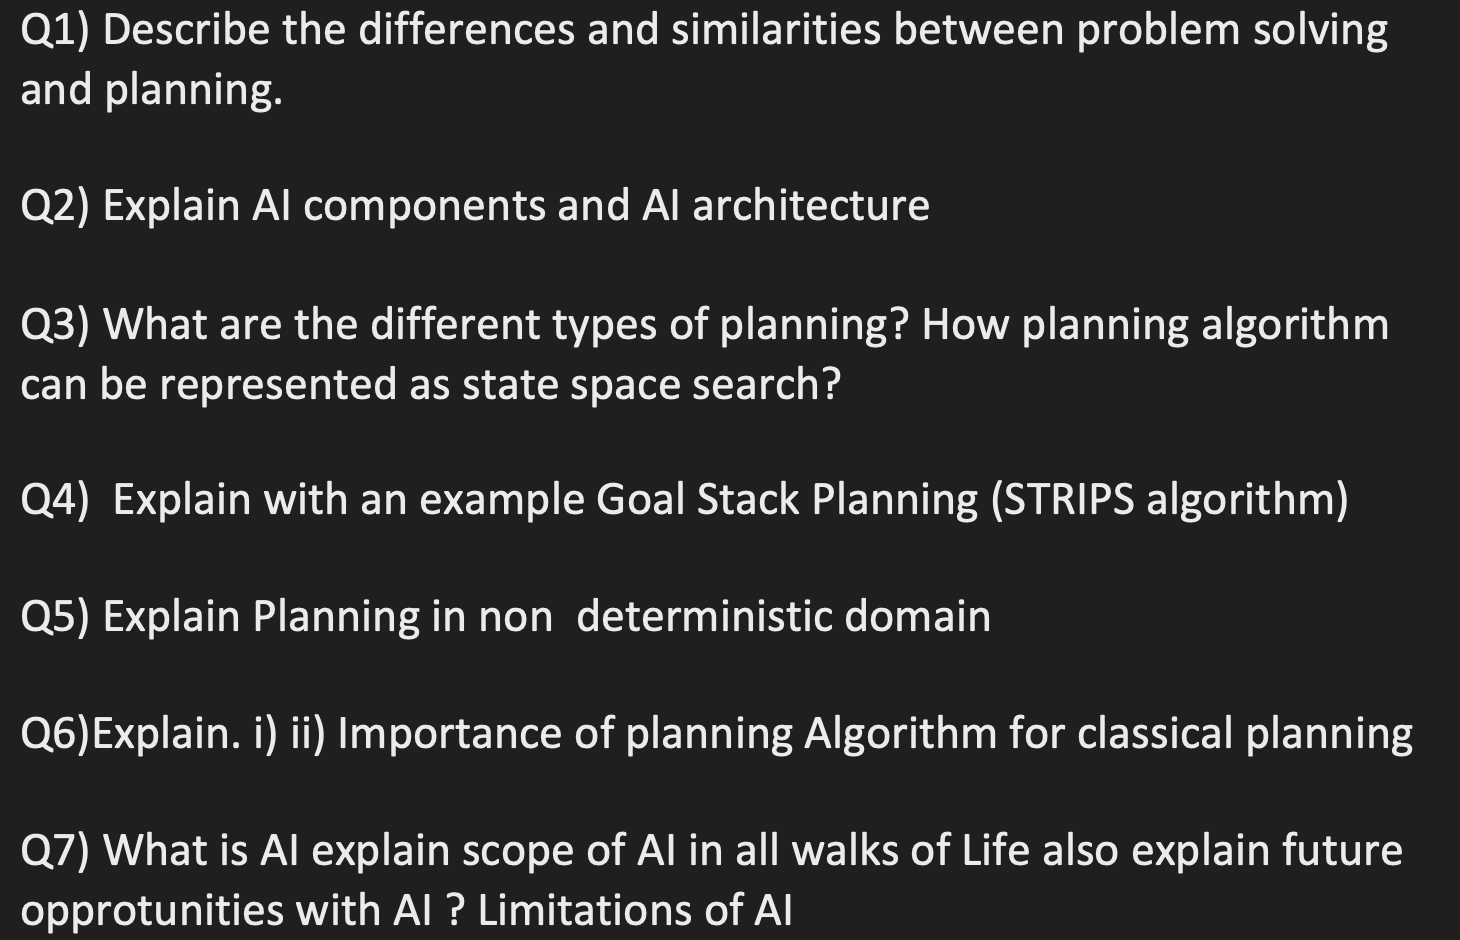 Q1) Describe the differences and similarities between problem solving
and planning.
Q2) Explain AI components and AI architecture
Q3) What are the different types of planning? How planning algorithm
can be represented as state space search?
Q4)  Explain with an example Goal Stack Planning (STRIPS algorithm)
Q5) Explain Planning in non  deterministic domain
Q6)Explain. i) ii) Importance of planning Algorithm for classical planning
Q7) What is AI explain scope of AI in all walks of Life also explain future
opprotunities with AI ? Limitations of AI